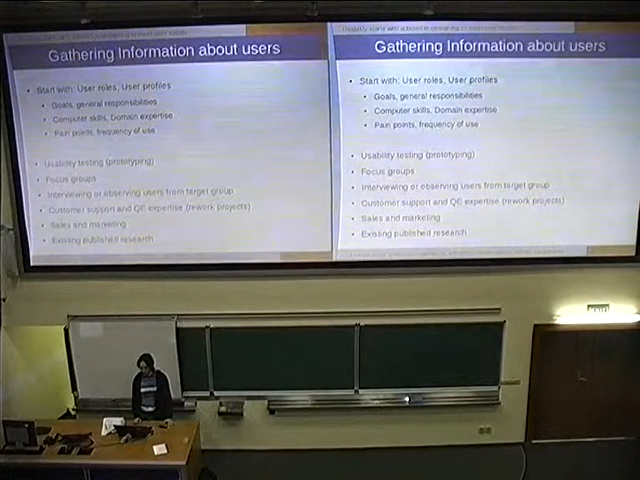 Gathering Information about users
Start with: User roles, User profiles
Goals, general responsibilities
Computer skills, Domain expertise
Pain points, frequency of use
Usability testing (prototyping)
Focus groups
Interviewing or observing users from target group
Customer support and QE expertise (rework projects)
Sales and marketing
Existing published research
Gathering Information about users
Start with: User roles, User profiles
Goals, general responsibilities
Computer skills, Domain expertise
Pain points, frequency of use
Usability testing (prototyping)
Focus groups
Interviewing or observing users from target group
Customer support and QE expertise (rework projects)
Sales and marketing
Existing published research